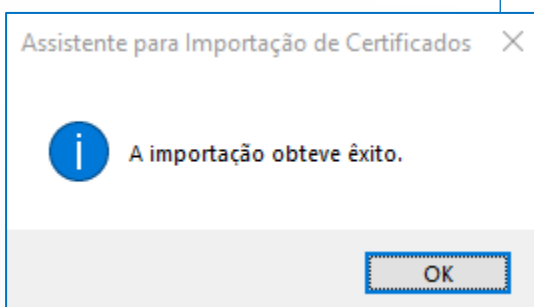 Assistente para Importação de Certificados
A importação obteve êxito.
OK